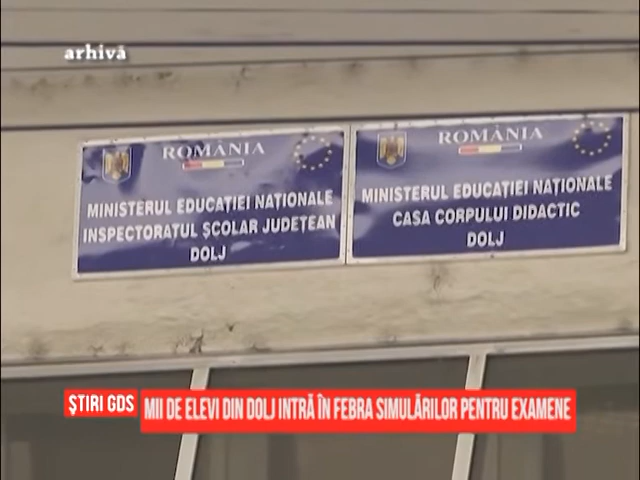 arhivă
ROMÂNIA
MINISTERUL EDUCAȚIEI NAȚIONALE
INSPECTORATUL ȘCOLAR JUDEȚEAN
DOLJ
ROMÂNIA
MINISTERUL EDUCAȚIEI NAȚIONALE
CASA CORPULUI DIDACTIC
DOLJ
ȘTIRI GDS
MII DE ELEVI DIN DOLJ INTRĂ ÎN FEBRA SIMULĂRILOR PENTRU EXAMENE